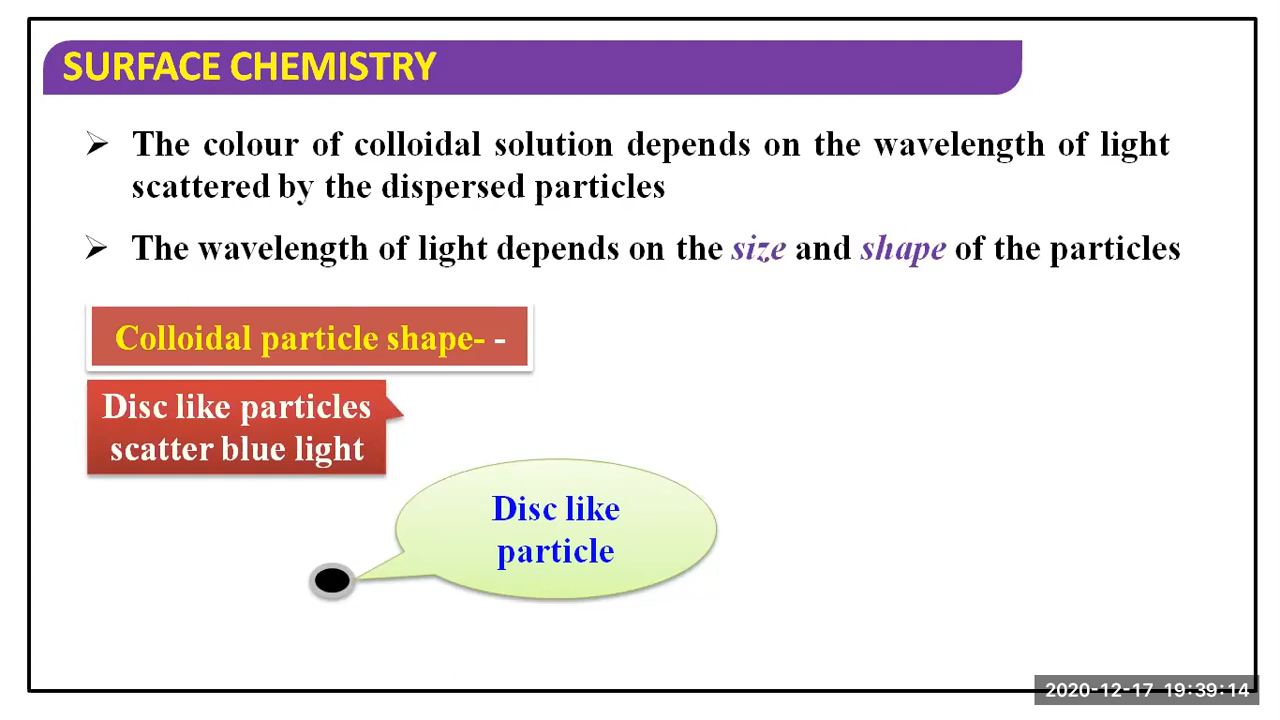 SURFACE CHEMISTRY
➢ The colour of colloidal solution depends on the wavelength of light
scattered by the dispersed particles
➢ The wavelength of light depends on the size and shape of the particles
Colloidal particle shape- -
Disc like particles
scatter blue light
Disc like
particle
2020-12-17 19:39:14